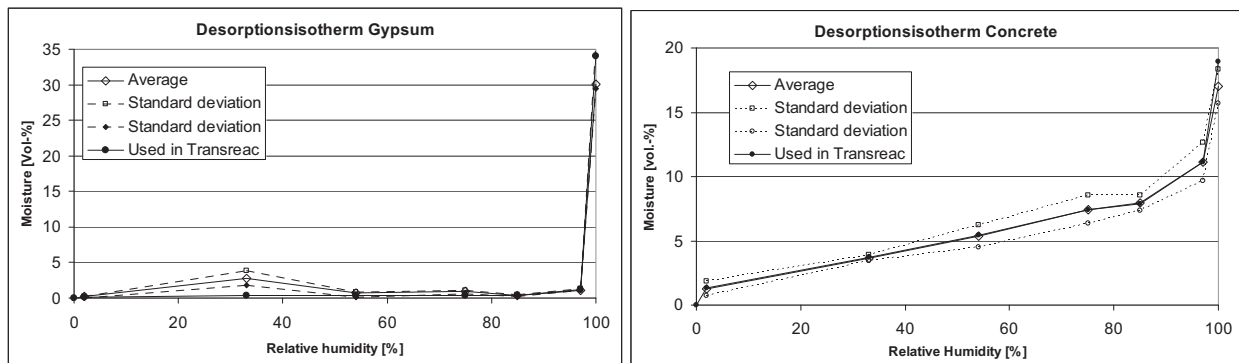 Desorptionsisotherm Gypsum
35
30
25
20
15
10
5
0
Moisture [Vol-%]
Average
Standard deviation
Standard deviation
Used in Transreac
0 20 40 60 80 100
Relative humidity [%]
Desorptionsisotherm Concrete
20
15
10
5
0
Moisture [vol.-%]
Average
Standard deviation
Standard deviation
Used in Transreac
0 20 40 60 80 100
Relative Humidity [%]